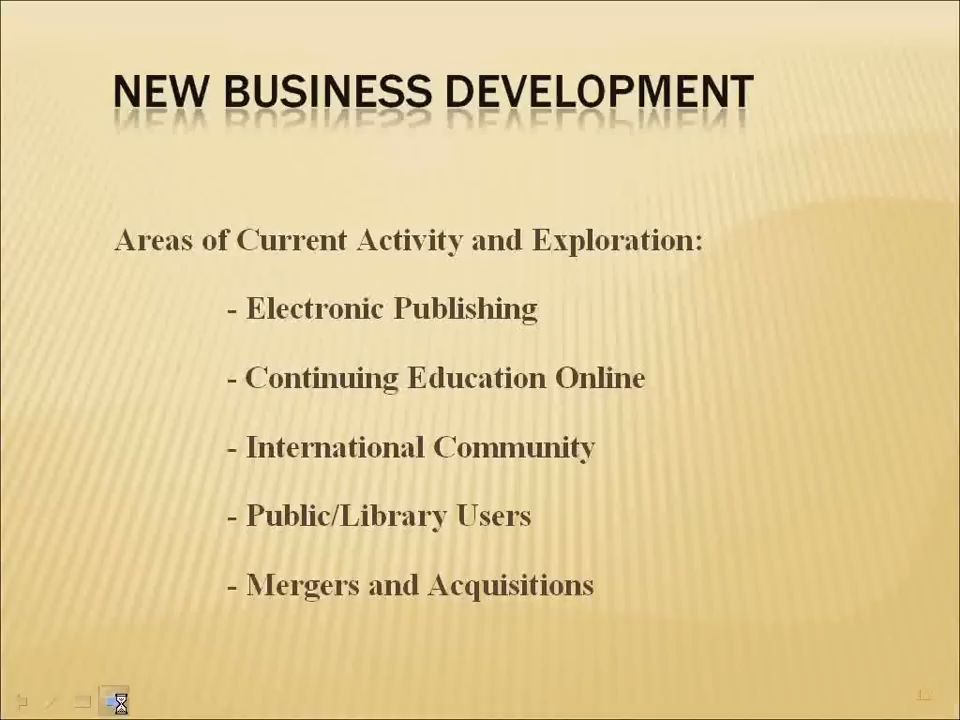 NEW BUSINESS DEVELOPMENT
Areas of Current Activity and Exploration:
- Electronic Publishing
- Continuing Education Online
- International Community
- Public/Library Users
- Mergers and Acquisitions